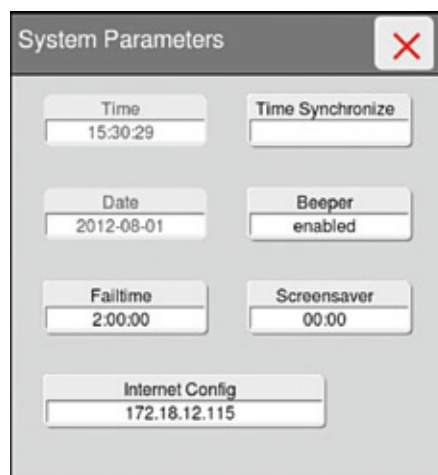 System Parameters
Time
15:30:29
Time Synchronize
Date
2012-08-01
Beeper
enabled
Failtime
2:00:00
Screensaver
00:00
Internet Config
172.18.12.115